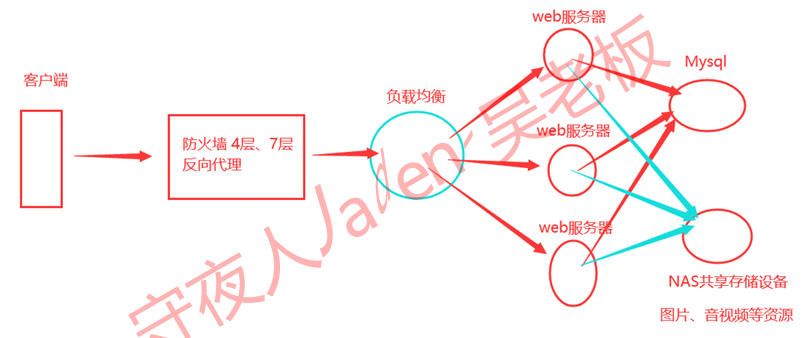 客户端
防火墙 4层、7层
反向代理
负载均衡
web服务器
web服务器
web服务器
Mysql
NAS共享存储设备
图片、音视频等资源
守夜人Jaden-吴老板